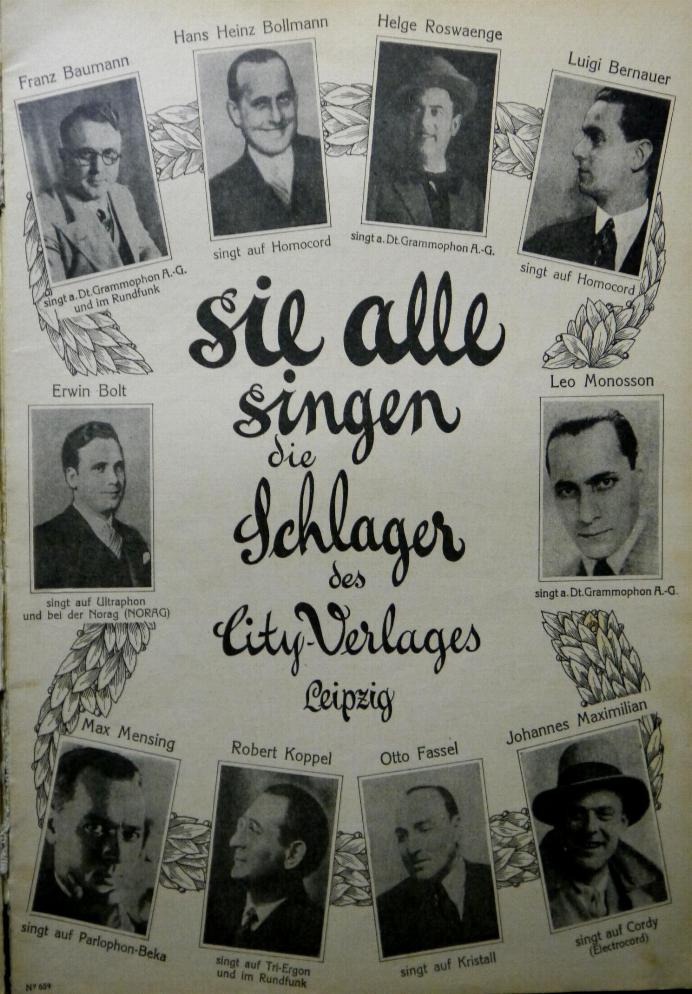 Franz Baumann
Hans Heinz Bollmann
Helge Roswaenge
Luigi Bernauer
singt a. Dt. Grammophon A.-G.
und im Rundfunk
singt auf Homocord
singt a. Dt. Grammophon A.-G.
singt auf Homocord
sie alle
singen
die
Schlager
des
City-Verlages
Leipzig
Erwin Bolt
singt auf Ultraphon
und bei der Norag (NORAG)
Leo Monosson
singt a. Dt. Grammophon A.-G.
Max Mensing
Robert Koppel
Otto Fassel
Johannes Maximilian
singt auf Parlophon-Beka
singt auf Tri-Ergon
und im Rundfunk
singt auf Kristall
singt auf Cordy
(Electrocord)
Nº 659